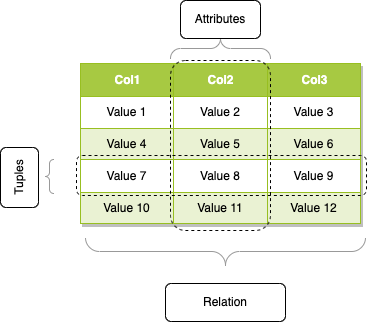 Attributes
Col1 Col2 Col3
Value 1 Value 2 Value 3
Value 4 Value 5 Value 6
Tuples
Value 7 Value 8 Value 9
Value 10 Value 11 Value 12
Relation